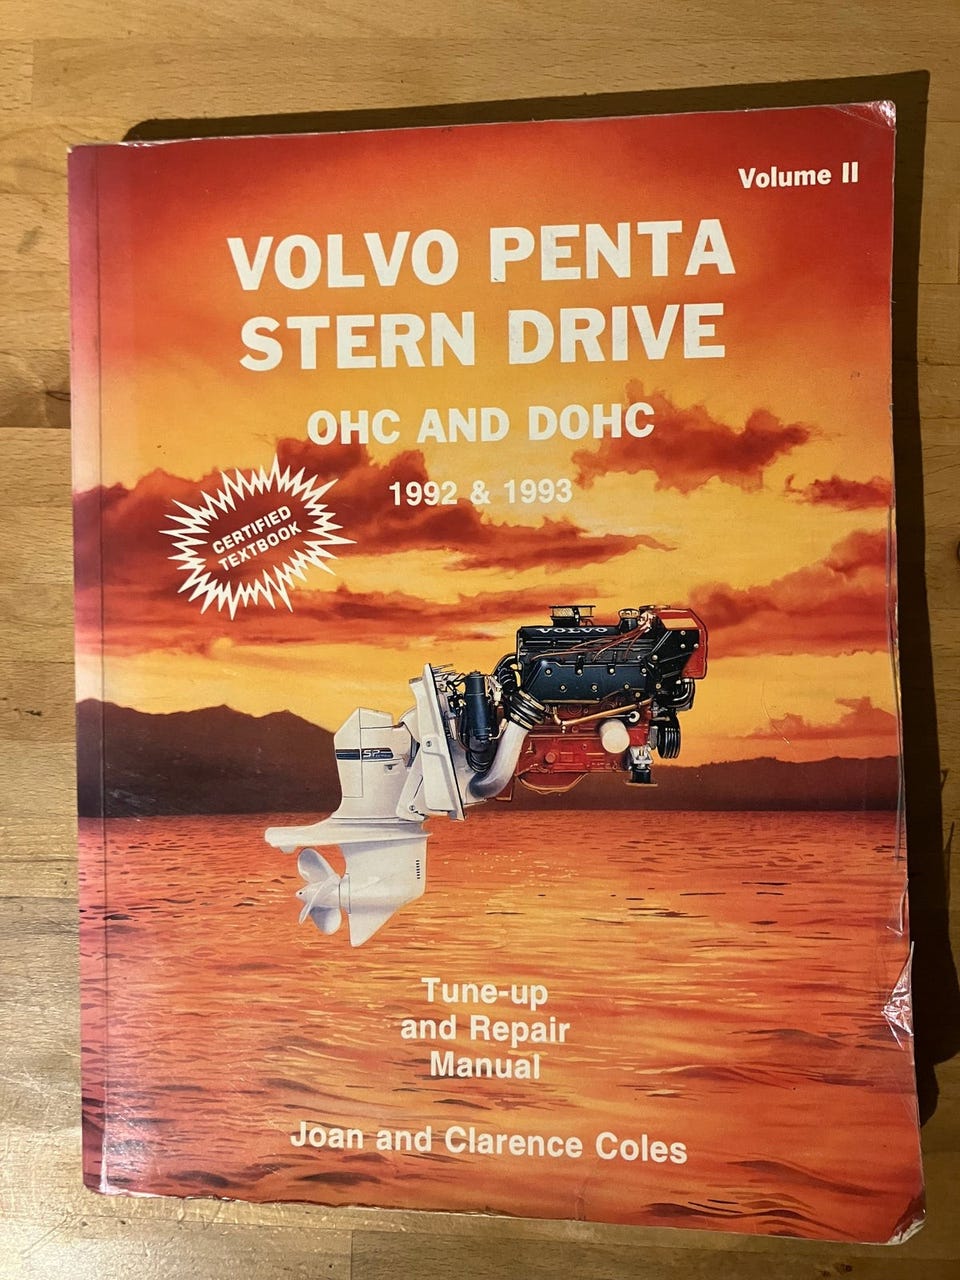 Volume II
VOLVO PENTA
STERN DRIVE
OHC AND DOHC
1992 & 1993
CERTIFIED
TEXTBOOK
VOLVO
SP
Tune-up
and Repair
Manual
Joan and Clarence Coles